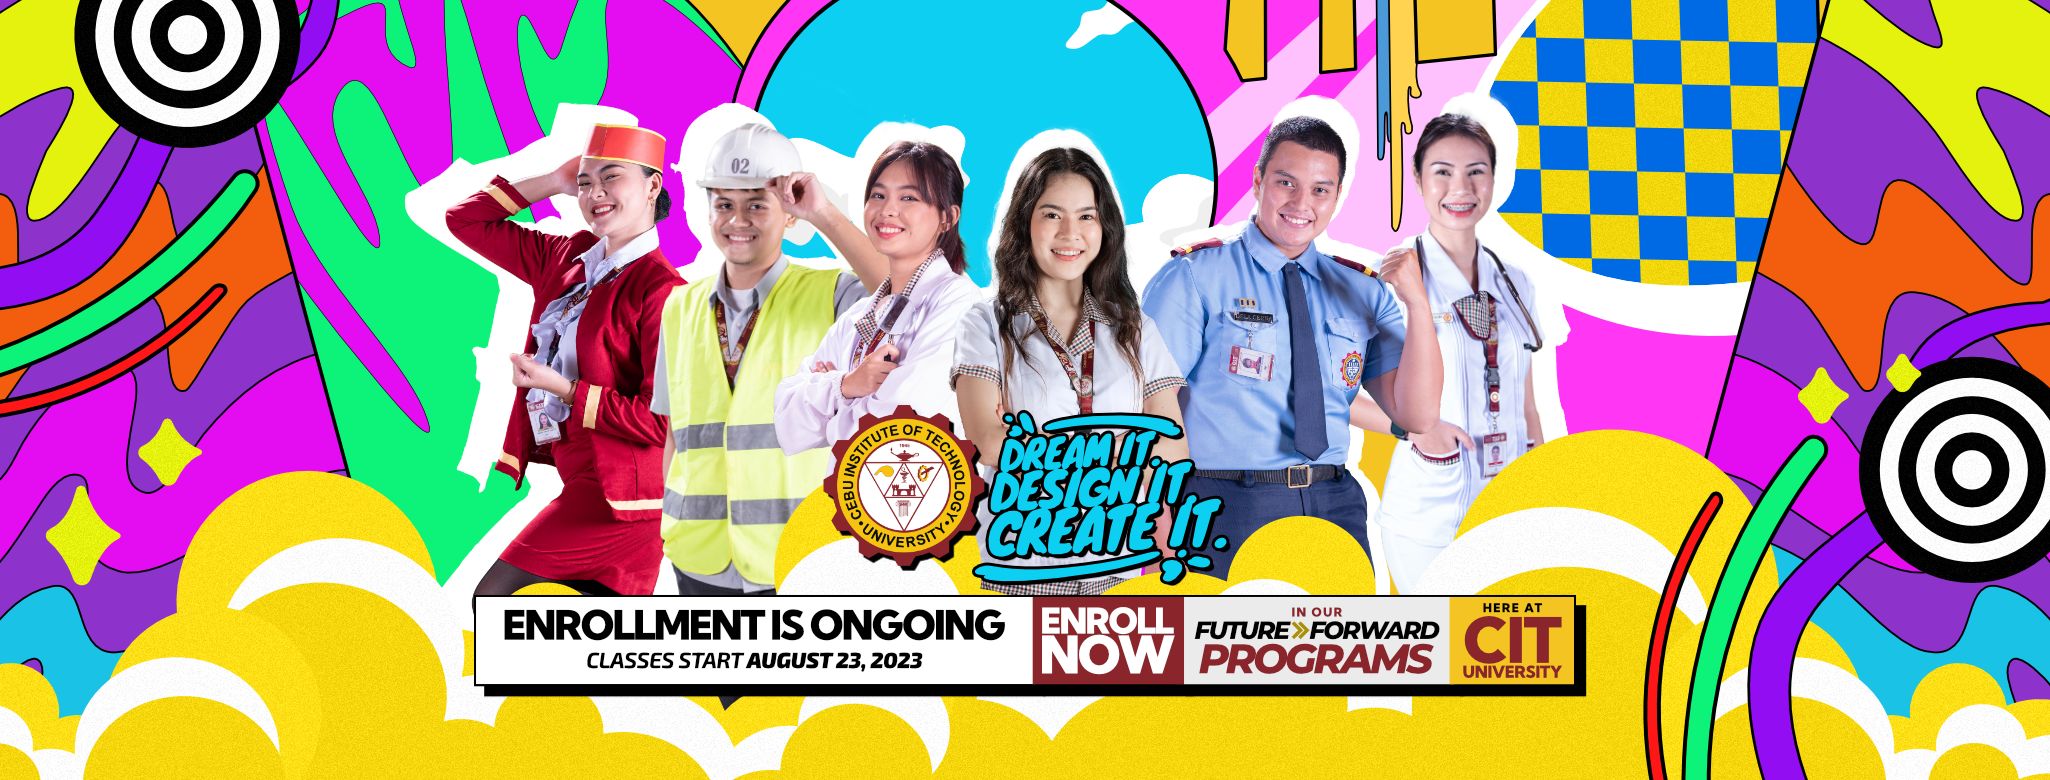 02
CEBU INSTITUTE OF TECHNOLOGY
UNIVERSITY
1946
DREAM IT.
DESIGN IT.
CREATE IT.
ENROLLMENT IS ONGOING
CLASSES START AUGUST 23, 2023
ENROLL
NOW
IN OUR
FUTURE»FORWARD
PROGRAMS
HERE AT
CIT
UNIVERSITY